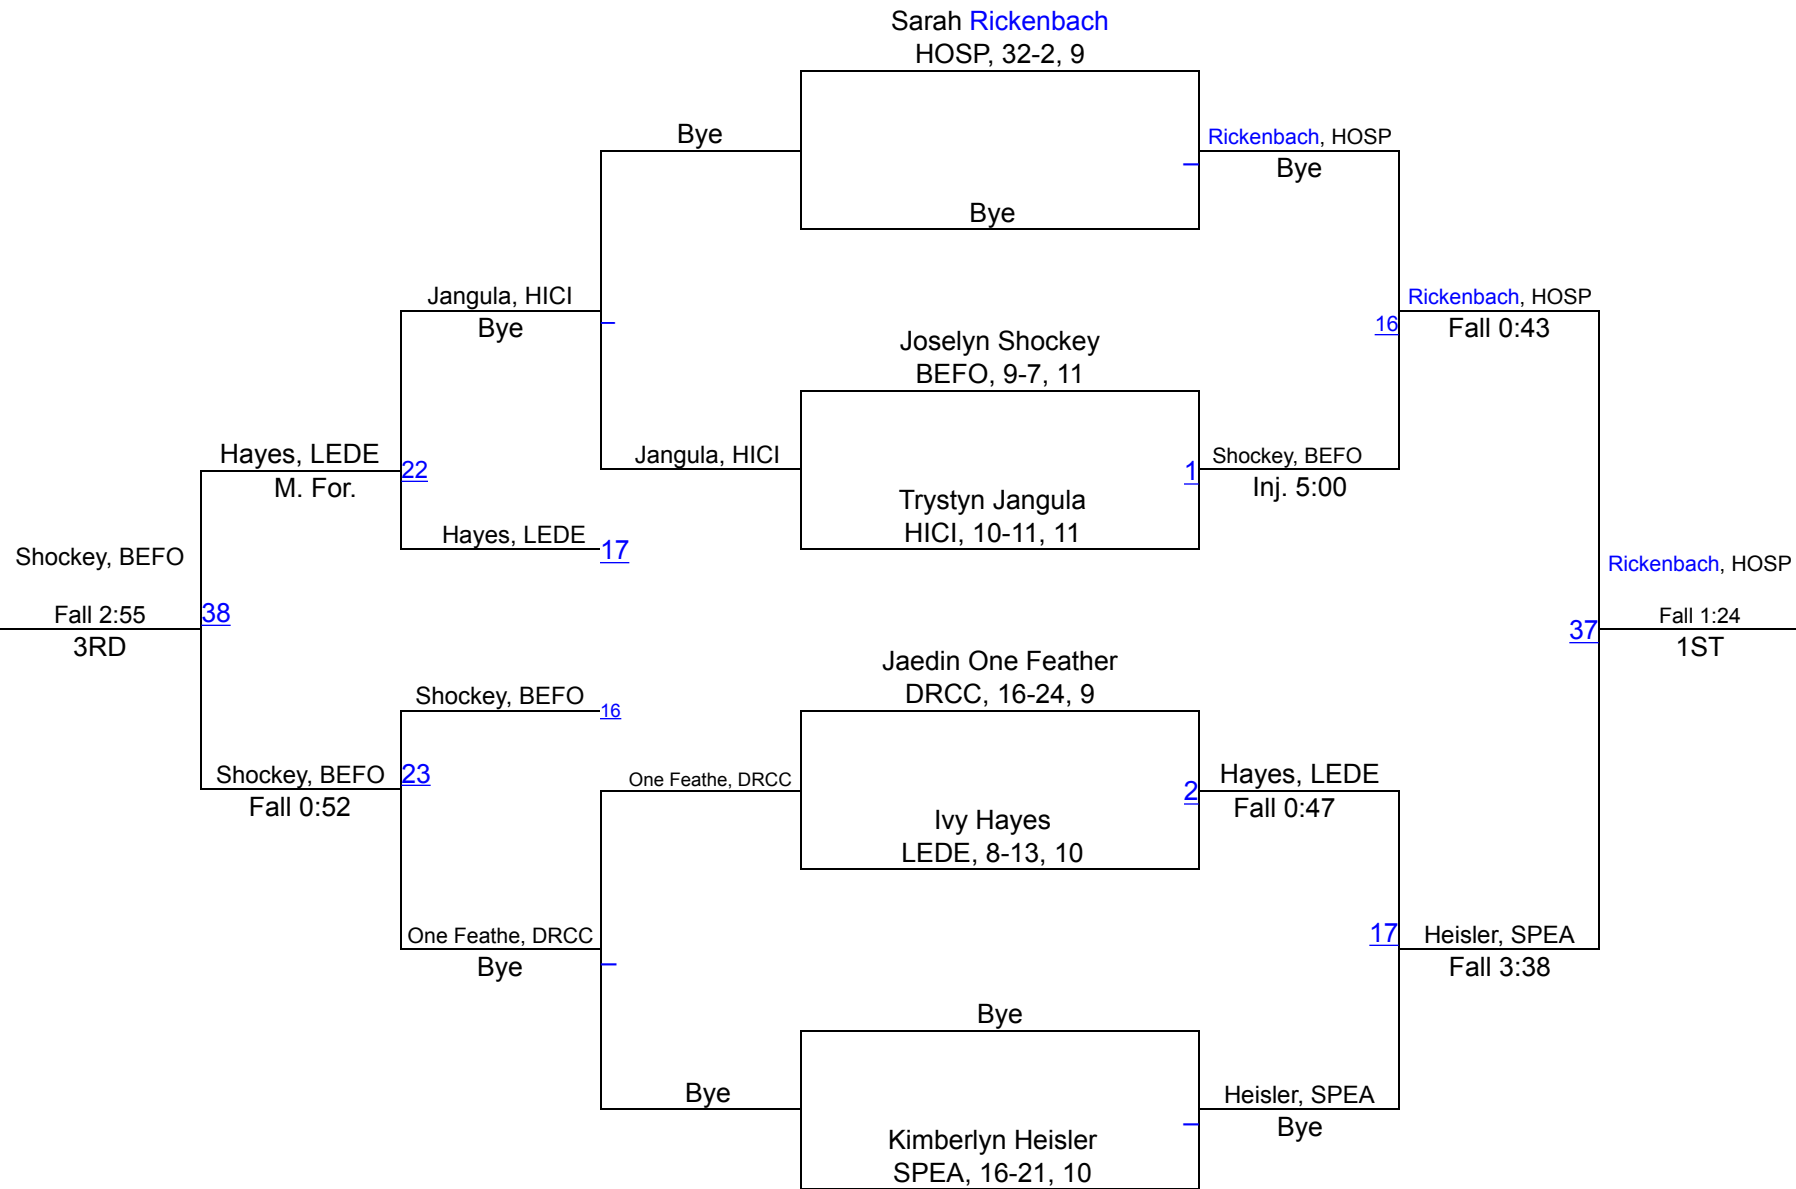 Sarah Rickenbach
HOSP, 32-2, 9
Bye
Rickenbach, HOSP
Bye
Bye
Jangula, HICI
Bye
Rickenbach, HOSP
16
Fall 0:43
Joselyn Shockey
BEFO, 9-7, 11
Hayes, LEDE
22
M. For.
Jangula, HICI
1
Shockey, BEFO
Inj. 5:00
Trystyn Jangula
HICI, 10-11, 11
Hayes, LEDE
17
Shockey, BEFO
Fall 2:55
38
3RD
Rickenbach, HOSP
Fall 1:24
37
1ST
Jaedin One Feather
DRCC, 16-24, 9
Shockey, BEFO
16
Shockey, BEFO
23
Fall 0:52
One Feathe, DRCC
2
Hayes, LEDE
Fall 0:47
Ivy Hayes
LEDE, 8-13, 10
One Feathe, DRCC
Bye
17
Heisler, SPEA
Fall 3:38
Bye
Bye
Heisler, SPEA
Bye
Kimberlyn Heisler
SPEA, 16-21, 10